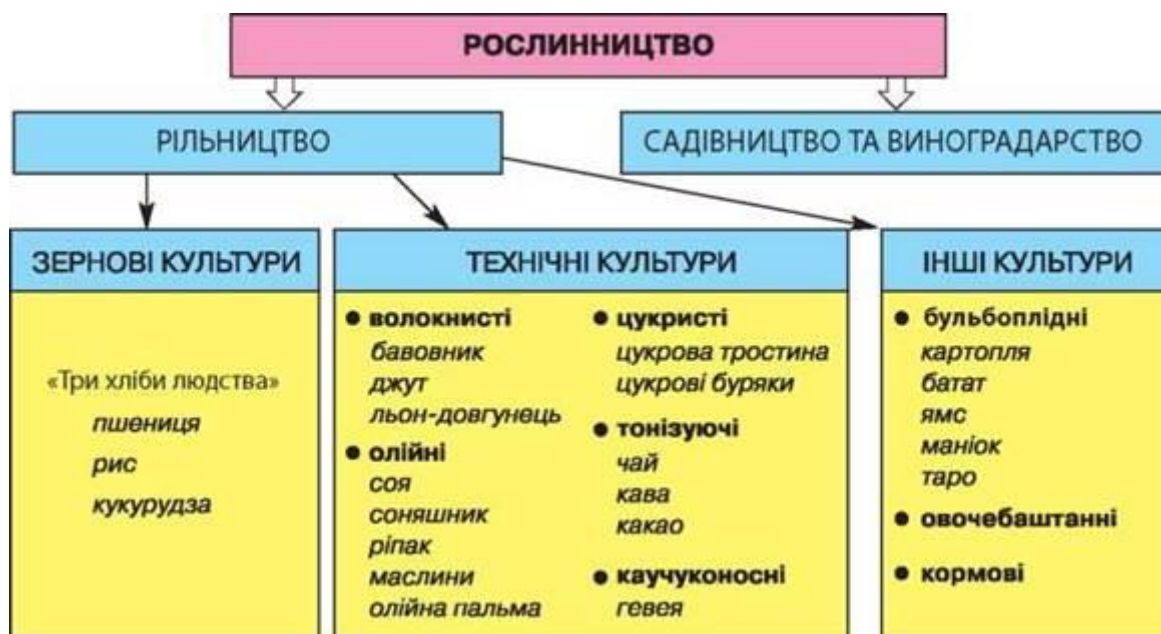 РОСЛИННИЦТВО
РІЛЬНИЦТВО
САДІВНИЦТВО ТА ВИНОГРАДАРСТВО
ЗЕРНОВІ КУЛЬТУРИ
«Три хліби людства»
пшениця
рис
кукурудза
ТЕХНІЧНІ КУЛЬТУРИ
● волокнисті
бавовник
джут
льон-довгунець
● олійні
соя
соняшник
ріпак
маслини
олійна пальма
● цукристі
цукрова тростина
цукрові буряки
● тонізуючі
чай
кава
какао
● каучуконосні
гевея
ІНШІ КУЛЬТУРИ
● бульбоплідні
картопля
батат
ямс
маніок
таро
● овочебаштанні
● кормові